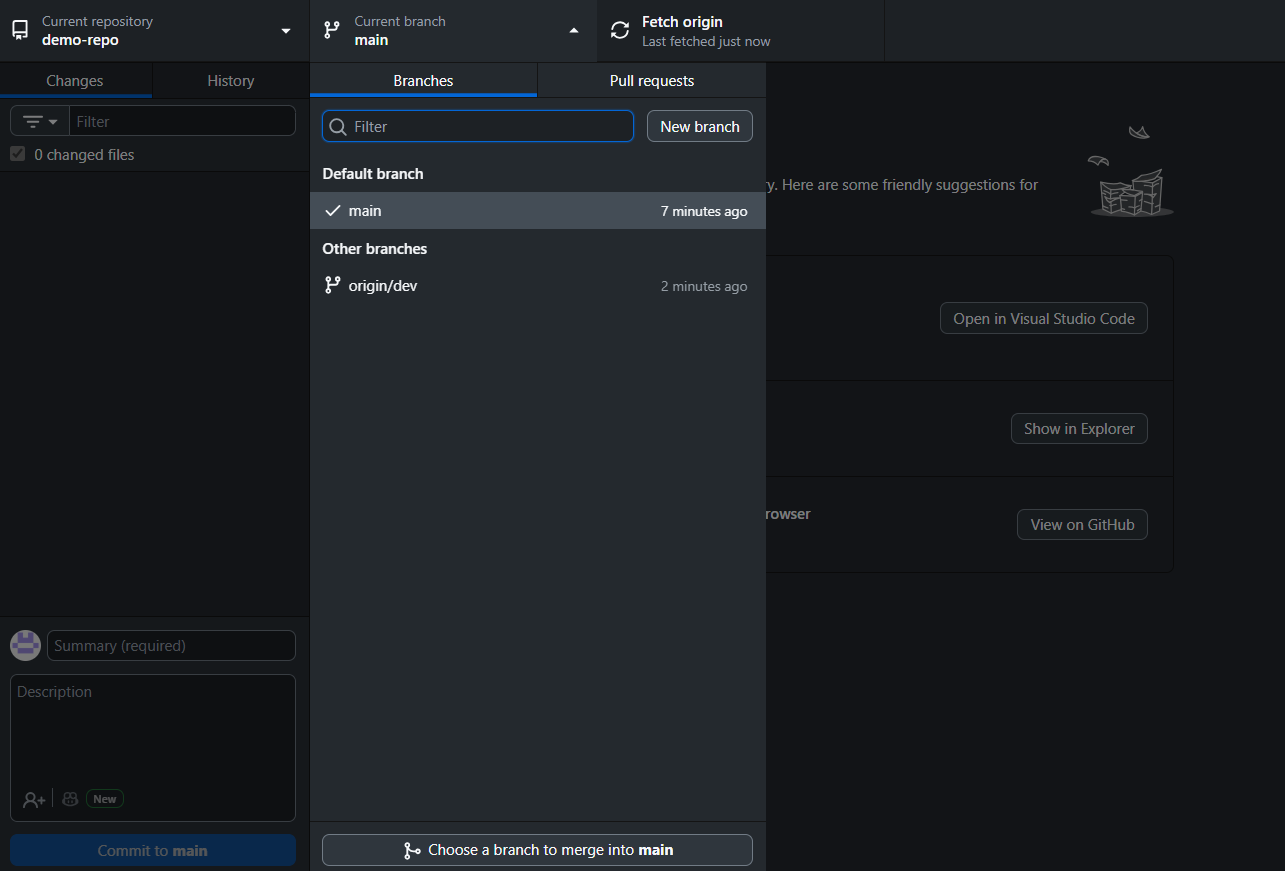 Current repository
demo-repo
Current branch
main
Fetch origin
Last fetched just now
Changes
History
Branches
Pull requests
Filter
0 changed files
Filter
New branch
Default branch
main
7 minutes ago
Other branches
origin/dev
2 minutes ago
y. Here are some friendly suggestions for
Open in Visual Studio Code
Show in Explorer
rowser
View on GitHub
Summary (required)
Description
New
Commit to main
Choose a branch to merge into main